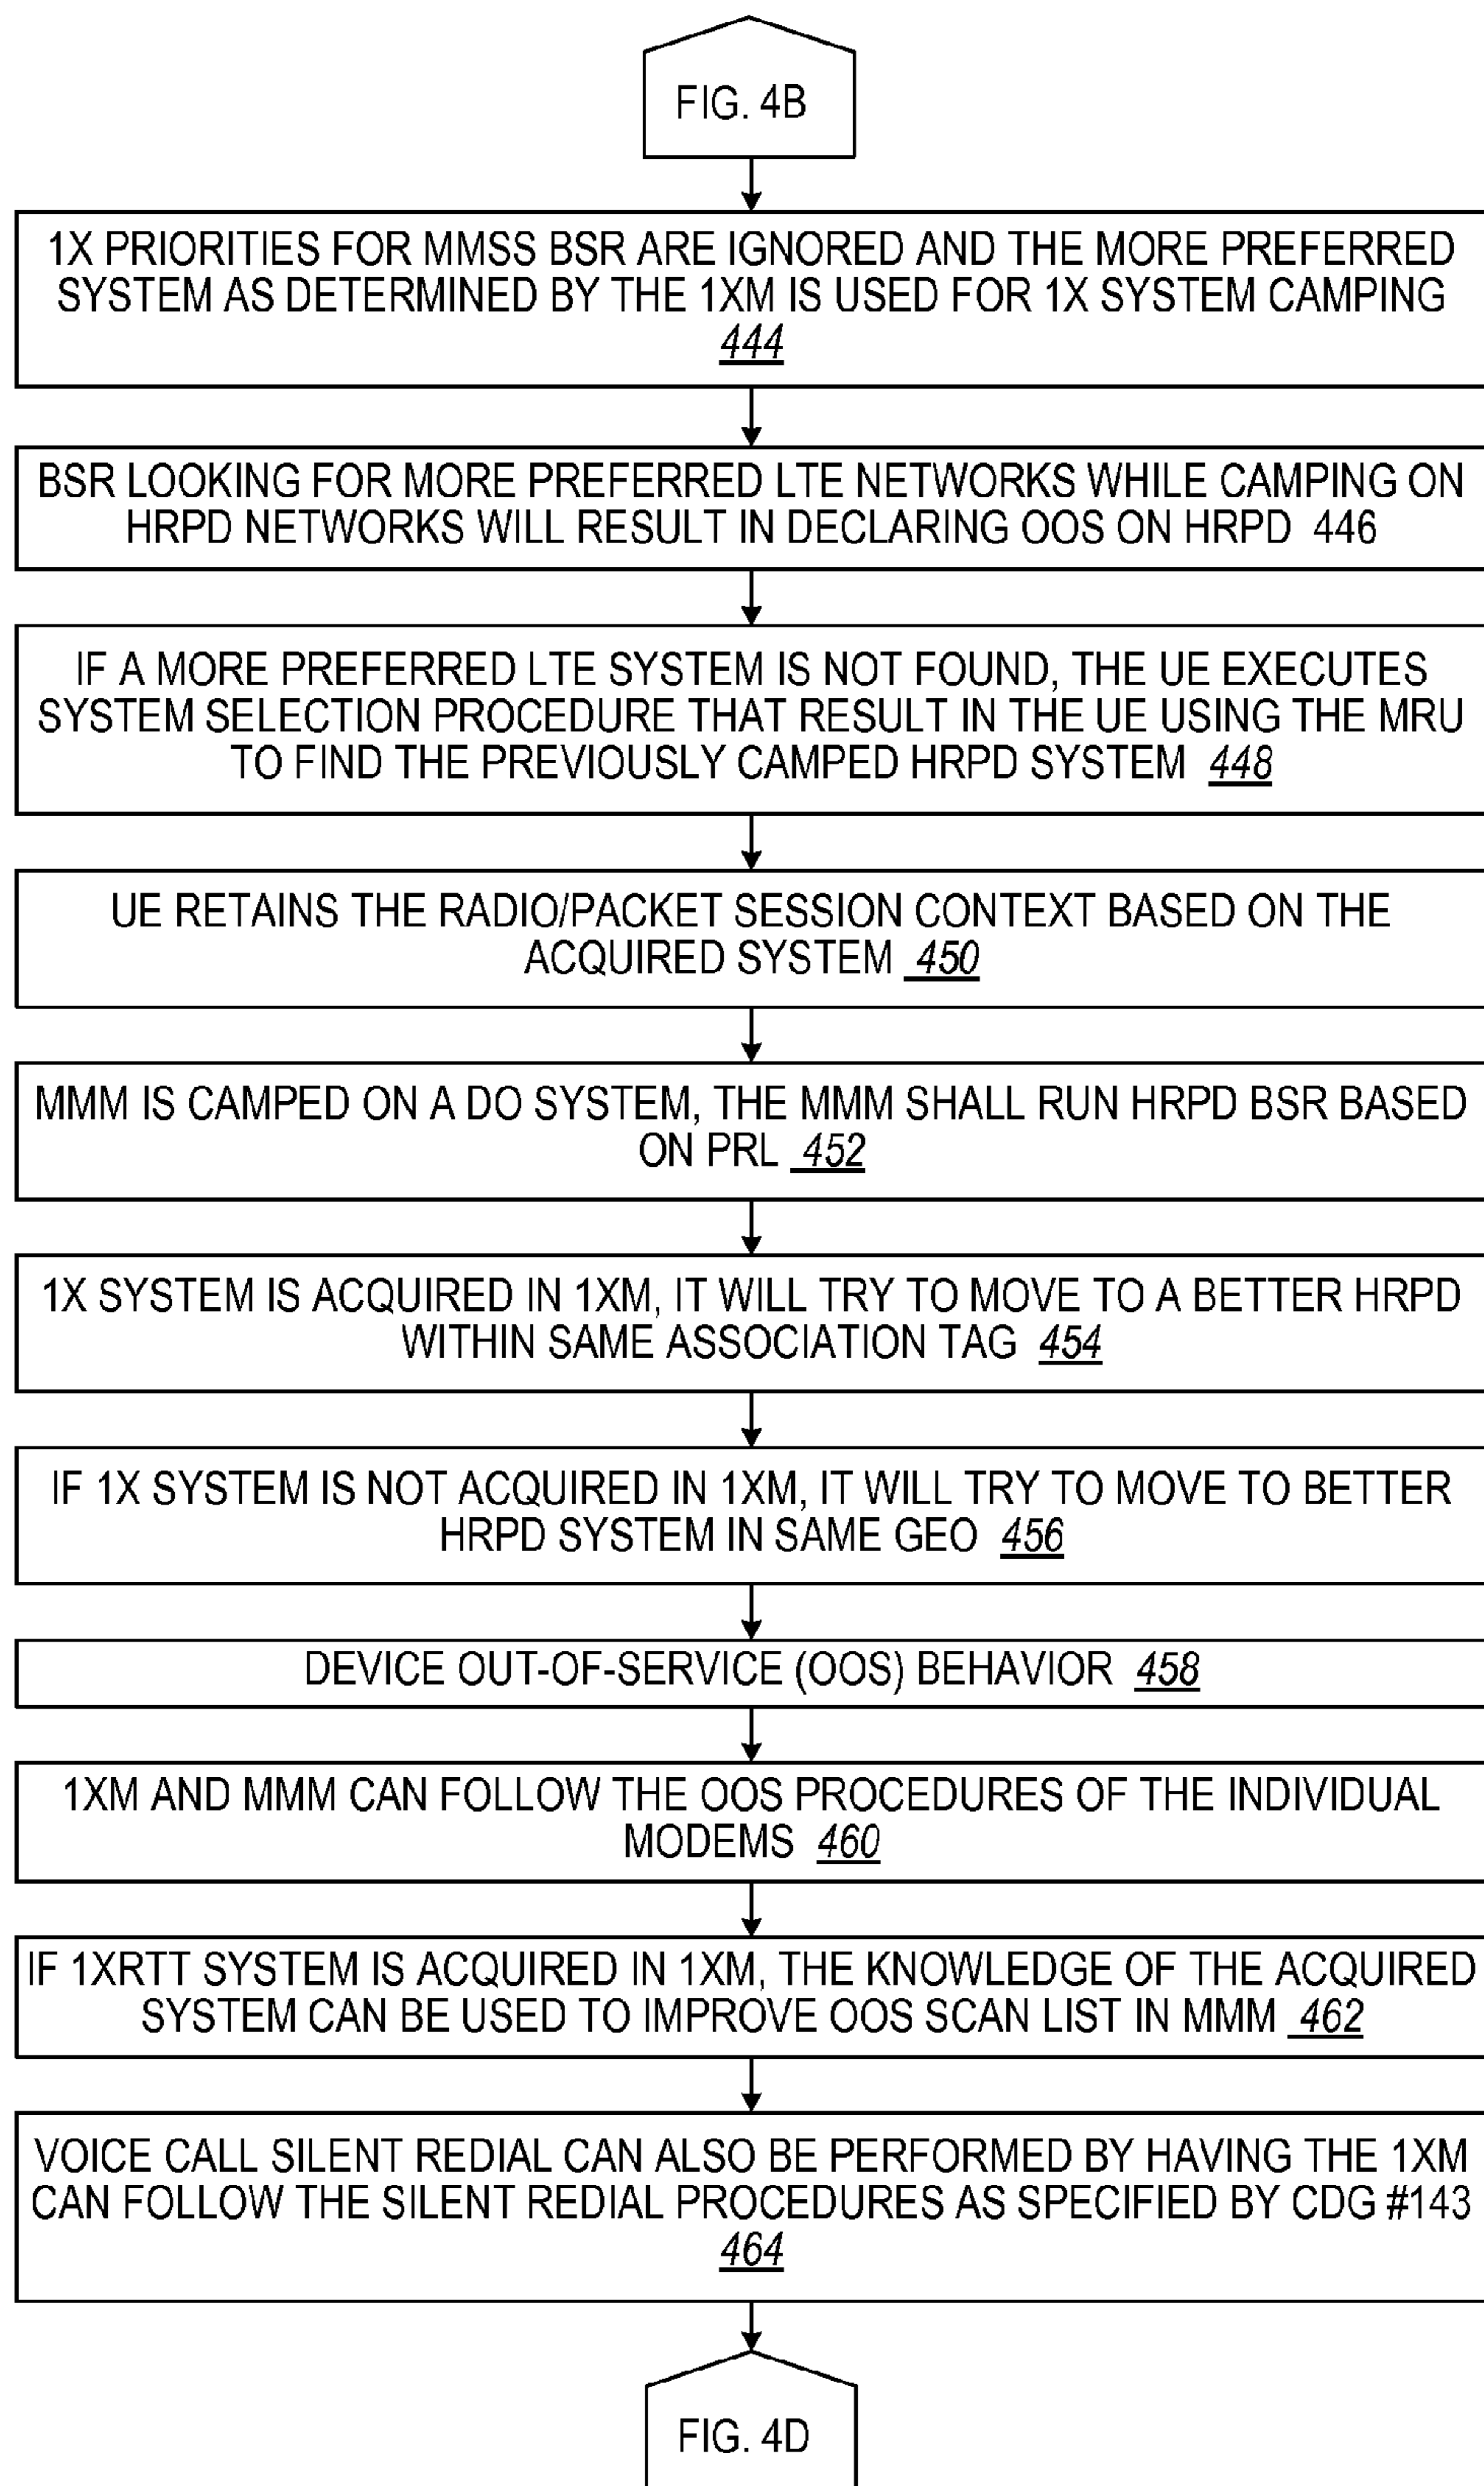 FIG. 4B
1X PRIORITIES FOR MMSS BSR ARE IGNORED AND THE MORE PREFERRED
SYSTEM AS DETERMINED BY THE 1XM IS USED FOR 1X SYSTEM CAMPING
444
BSR LOOKING FOR MORE PREFERRED LTE NETWORKS WHILE CAMPING ON
HRPD NETWORKS WILL RESULT IN DECLARING OOS ON HRPD 446
IF A MORE PREFERRED LTE SYSTEM IS NOT FOUND, THE UE EXECUTES
SYSTEM SELECTION PROCEDURE THAT RESULT IN THE UE USING THE MRU
TO FIND THE PREVIOUSLY CAMPED HRPD SYSTEM 448
UE RETAINS THE RADIO/PACKET SESSION CONTEXT BASED ON THE
ACQUIRED SYSTEM 450
MMM IS CAMPED ON A DO SYSTEM, THE MMM SHALL RUN HRPD BSR BASED
ON PRL 452
1X SYSTEM IS ACQUIRED IN 1XM, IT WILL TRY TO MOVE TO A BETTER HRPD
WITHIN SAME ASSOCIATION TAG 454
IF 1X SYSTEM IS NOT ACQUIRED IN 1XM, IT WILL TRY TO MOVE TO BETTER
HRPD SYSTEM IN SAME GEO 456
DEVICE OUT-OF-SERVICE (OOS) BEHAVIOR 458
1XM AND MMM CAN FOLLOW THE OOS PROCEDURES OF THE INDIVIDUAL
MODEMS 460
IF 1XRTT SYSTEM IS ACQUIRED IN 1XM, THE KNOWLEDGE OF THE ACQUIRED
SYSTEM CAN BE USED TO IMPROVE OOS SCAN LIST IN MMM 462
VOICE CALL SILENT REDIAL CAN ALSO BE PERFORMED BY HAVING THE 1XM
CAN FOLLOW THE SILENT REDIAL PROCEDURES AS SPECIFIED BY CDG #143
464
FIG. 4D